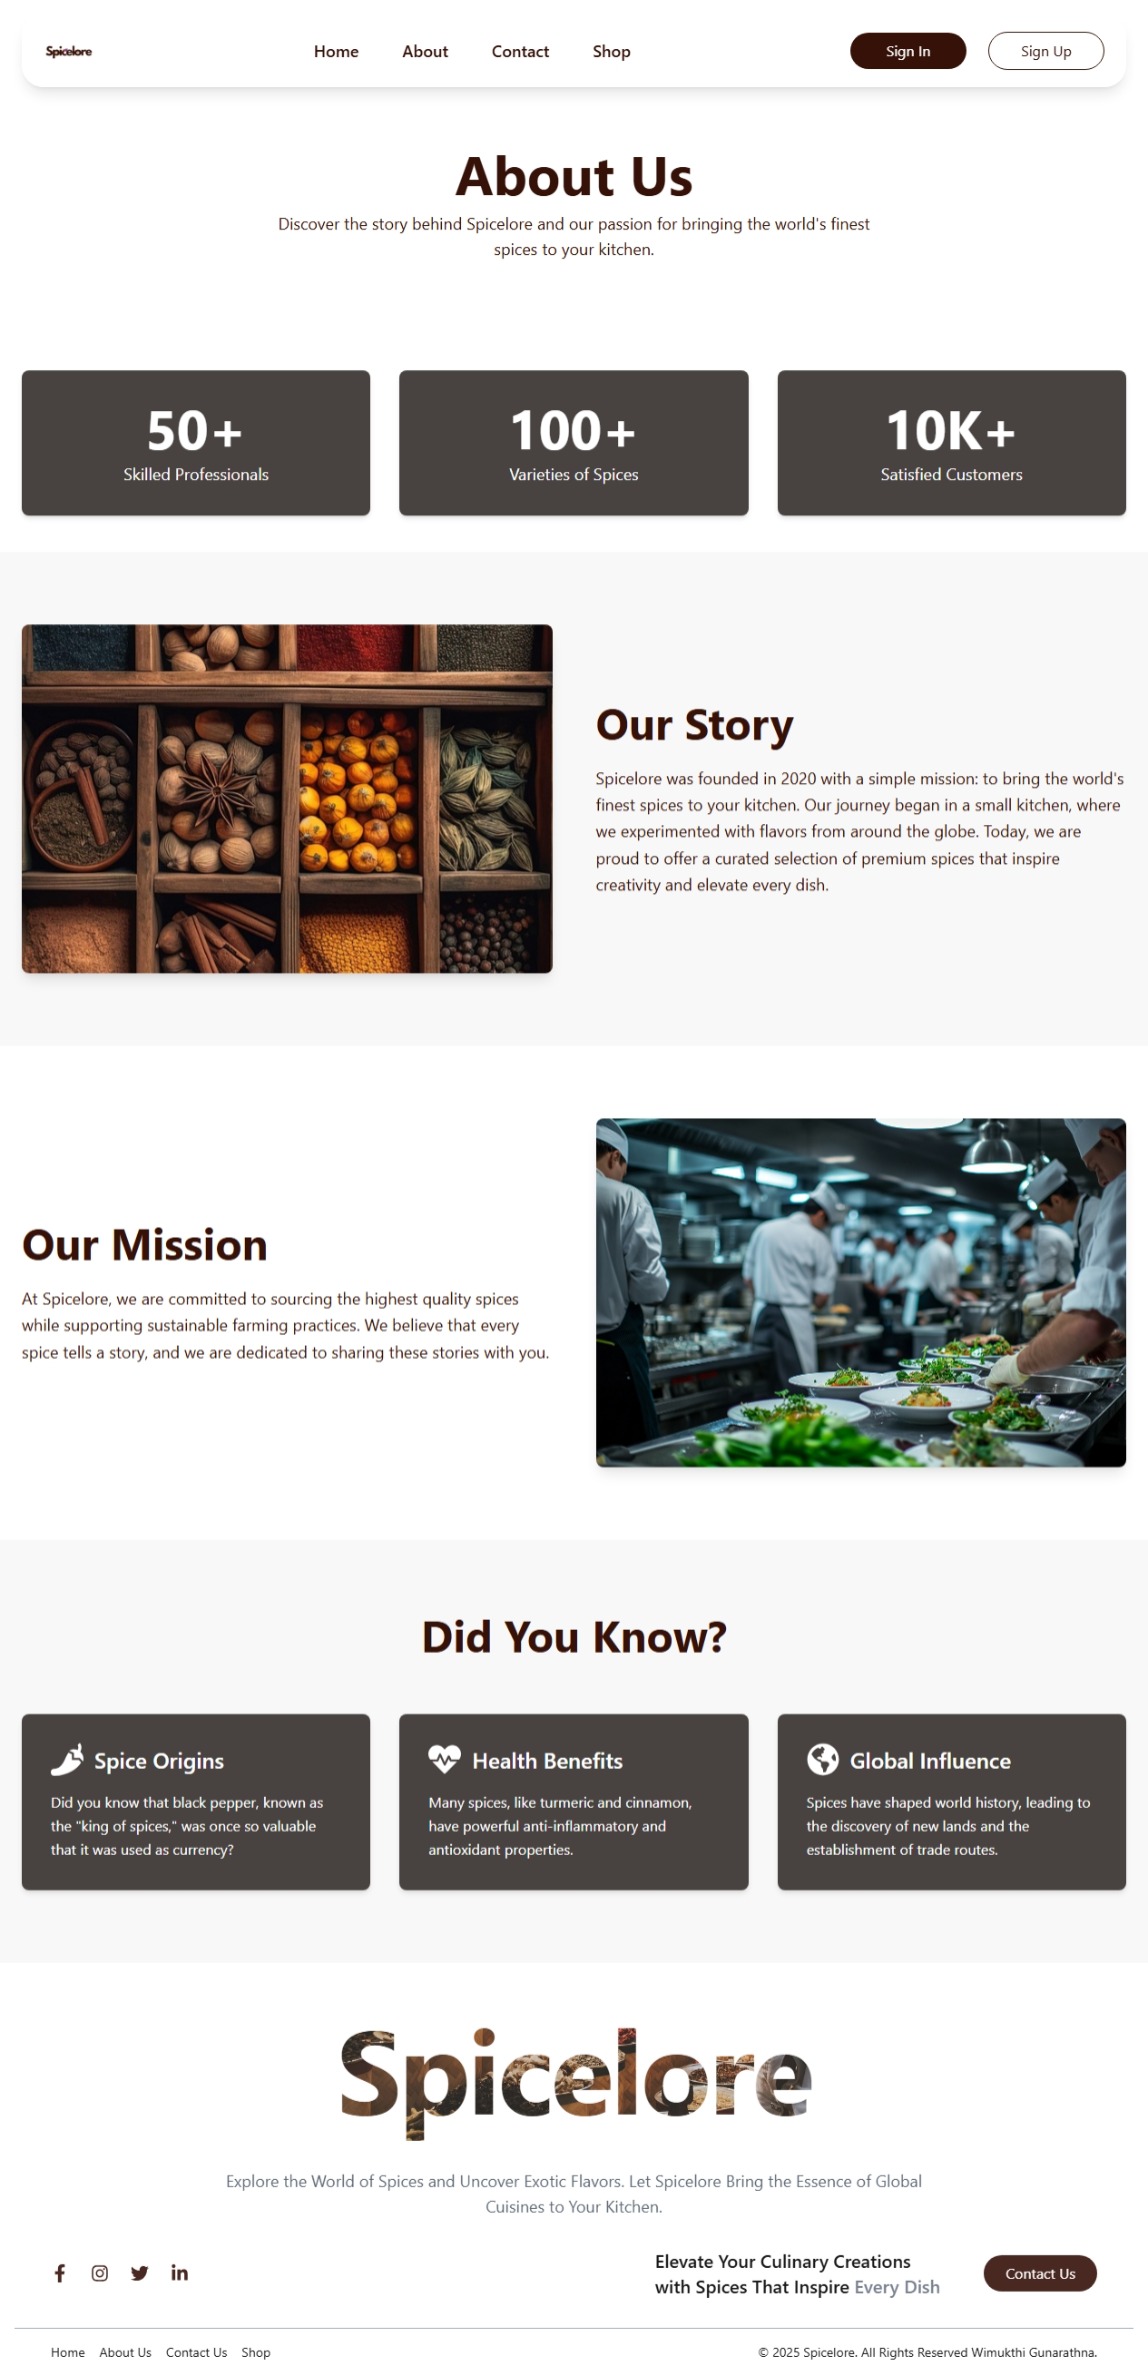 Spicelore
Home About Contact Shop
Sign In
Sign Up
About Us
Discover the story behind Spicelore and our passion for bringing the world's finest
spices to your kitchen.
50+
Skilled Professionals
100+
Varieties of Spices
10K+
Satisfied Customers
Our Story
Spicelore was founded in 2020 with a simple mission: to bring the world's
finest spices to your kitchen. Our journey began in a small kitchen, where
we experimented with flavors from around the globe. Today, we are
proud to offer a curated selection of premium spices that inspire
creativity and elevate every dish.
Our Mission
At Spicelore, we are committed to sourcing the highest quality spices
while supporting sustainable farming practices. We believe that every
spice tells a story, and we are dedicated to sharing these stories with you.
Did You Know?
Spice Origins
Did you know that black pepper, known as
the "king of spices," was once so valuable
that it was used as currency?
Health Benefits
Many spices, like turmeric and cinnamon,
have powerful anti-inflammatory and
antioxidant properties.
Global Influence
Spices have shaped world history, leading to
the discovery of new lands and the
establishment of trade routes.
Spicelore
Explore the World of Spices and Uncover Exotic Flavors. Let Spicelore Bring the Essence of Global
Cuisines to Your Kitchen.
Elevate Your Culinary Creations
with Spices That Inspire Every Dish
Contact Us
Home About Us Contact Us Shop
© 2025 Spicelore. All Rights Reserved Wimukthi Gunarathna.